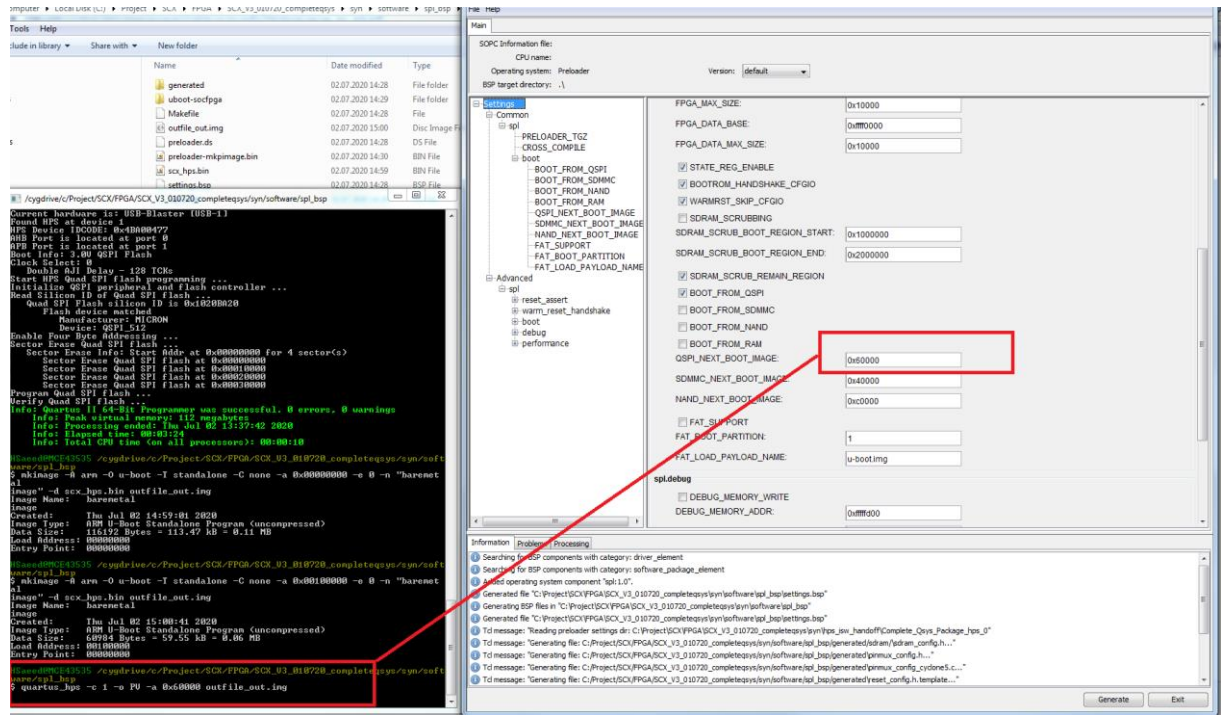 Computer ▸ Local Disk (C:) ▸ Project ▸ SCX ▸ FPGA ▸ SCX_V3_010720_completeqsys ▸ syn ▸ software ▸ spl_bsp ▸
Tools Help
Include in library ▾ Share with ▾ New folder
Name Date modified Type
generated 02.07.2020 14:28 File folder
uboot-socfpga 02.07.2020 14:29 File folder
Makefile 02.07.2020 14:28 File
outfile_out.img 02.07.2020 15:00 Disc Image Fi
preloader.ds 02.07.2020 14:28 DS File
preloader-mkpimage.bin 02.07.2020 14:30 BIN File
scx_hps.bin 02.07.2020 14:59 BIN File
settings.bsp 02.07.2020 14:28 BSP File
/cygdrive/c/Project/SCX/FPGA/SCX_V3_010720_completeqsys/syn/software/spl_bsp
Current hardware is: USB-Blaster [USB-1]
Found HPS at device 1
HPS Device IDCODE: 0x4BA00477
AHB Port is located at port 0
APB Port is located at port 1
Boot Info: 3.0V QSPI Flash
Clock Select: 0
Double AJI Delay - 128 TCKs
Start HPS Quad SPI flash programming ...
Initialize QSPI peripheral and flash controller ...
Read Silicon ID of Quad SPI flash ...
Quad SPI Flash silicon ID is 0x1020BA20
Flash device matched
Manufacturer: MICRON
Device: QSPI_512
Enable Four Byte Addressing ...
Sector Erase Quad SPI flash ...
Sector Erase Info: Start Addr at 0x00000000 for 4 sector(s)
Sector Erase Quad SPI flash at 0x00000000
Sector Erase Quad SPI flash at 0x00010000
Sector Erase Quad SPI flash at 0x00020000
Sector Erase Quad SPI flash at 0x00030000
Program Quad SPI flash ...
Verify Quad SPI flash ...
Info: Quartus II 64-Bit Programmer was successful. 0 errors, 0 warnings
Info: Peak virtual memory: 112 megabytes
Info: Processing ended: Thu Jul 02 13:37:42 2020
Info: Elapsed time: 00:03:24
Info: Total CPU time (on all processors): 00:00:10
HSaeed@MCE43535 /cygdrive/c/Project/SCX/FPGA/SCX_V3_010720_completeqsys/syn/soft
ware/spl_bsp
$ mkimage -A arm -O u-boot -T standalone -C none -a 0x00000000 -e 0 -n "baremet
al
image" -d scx_hps.bin outfile_out.img
Image Name: baremetal
image
Created: Thu Jul 02 14:59:01 2020
Image Type: ARM U-Boot Standalone Program (uncompressed)
Data Size: 116192 Bytes = 113.47 kB = 0.11 MB
Load Address: 00000000
Entry Point: 00000000
HSaeed@MCE43535 /cygdrive/c/Project/SCX/FPGA/SCX_V3_010720_completeqsys/syn/soft
ware/spl_bsp
$ mkimage -A arm -O u-boot -T standalone -C none -a 0x00100000 -e 0 -n "baremet
al
image" -d scx_hps.bin outfile_out.img
Image Name: baremetal
image
Created: Thu Jul 02 15:00:41 2020
Image Type: ARM U-Boot Standalone Program (uncompressed)
Data Size: 60984 Bytes = 59.55 kB = 0.06 MB
Load Address: 00100000
Entry Point: 00000000
HSaeed@MCE43535 /cygdrive/c/Project/SCX/FPGA/SCX_V3_010720_completeqsys/syn/soft
ware/spl_bsp
$ quartus_hps -c 1 -o PV -a 0x60000 outfile_out.img
File Help
Main
SOPC Information file:
CPU name:
Operating system: Preloader Version: default
BSP target directory: .\
Settings
Common
spl
PRELOADER_TGZ
CROSS_COMPILE
boot
BOOT_FROM_QSPI
BOOT_FROM_SDMMC
BOOT_FROM_NAND
BOOT_FROM_RAM
QSPI_NEXT_BOOT_IMAGE
SDMMC_NEXT_BOOT_IMAGE
NAND_NEXT_BOOT_IMAGE
FAT_SUPPORT
FAT_BOOT_PARTITION
FAT_LOAD_PAYLOAD_NAME
Advanced
spl
reset_assert
warm_reset_handshake
boot
debug
performance
FPGA_MAX_SIZE: 0x10000
FPGA_DATA_BASE: 0xffff0000
FPGA_DATA_MAX_SIZE: 0x10000
STATE_REG_ENABLE
BOOTROM_HANDSHAKE_CFGIO
WARMRST_SKIP_CFGIO
SDRAM_SCRUBBING
SDRAM_SCRUB_BOOT_REGION_START: 0x1000000
SDRAM_SCRUB_BOOT_REGION_END: 0x2000000
SDRAM_SCRUB_REMAIN_REGION
BOOT_FROM_QSPI
BOOT_FROM_SDMMC
BOOT_FROM_NAND
BOOT_FROM_RAM
QSPI_NEXT_BOOT_IMAGE: 0x60000
SDMMC_NEXT_BOOT_IMAGE: 0x40000
NAND_NEXT_BOOT_IMAGE: 0xc0000
FAT_SUPPORT
FAT_BOOT_PARTITION: 1
FAT_LOAD_PAYLOAD_NAME: u-boot.img
spl.debug
DEBUG_MEMORY_WRITE
DEBUG_MEMORY_ADDR: 0xfffffd00
Information Problems Processing
Searching for BSP components with category: driver_element
Searching for BSP components with category: software_package_element
Added operating system component "spl:1.0".
Generated file "C:\Project\SCX\FPGA\SCX_V3_010720_completeqsys\syn\software\spl_bsp\settings.bsp"
Generating BSP files in "C:\Project\SCX\FPGA\SCX_V3_010720_completeqsys\syn\software\spl_bsp"
Tcl message: "Reading preloader settings dir: C:\Project\SCX\FPGA\SCX_V3_010720_completeqsys\syn\hps_isw_handoff\Complete_Qsys_Package_hps_0"
Tcl message: "Generating file: C:/Project/SCX/FPGA/SCX_V3_010720_completeqsys/syn/software/spl_bsp/generated/sdram/sdram_config.h..."
Tcl message: "Generating file: C:/Project/SCX/FPGA/SCX_V3_010720_completeqsys/syn/software/spl_bsp/generated/pinmux_config_cyclone5.c..."
Tcl message: "Generating file: C:/Project/SCX/FPGA/SCX_V3_010720_completeqsys/syn/software/spl_bsp/generated/reset_config.h.template..."
Generate Exit